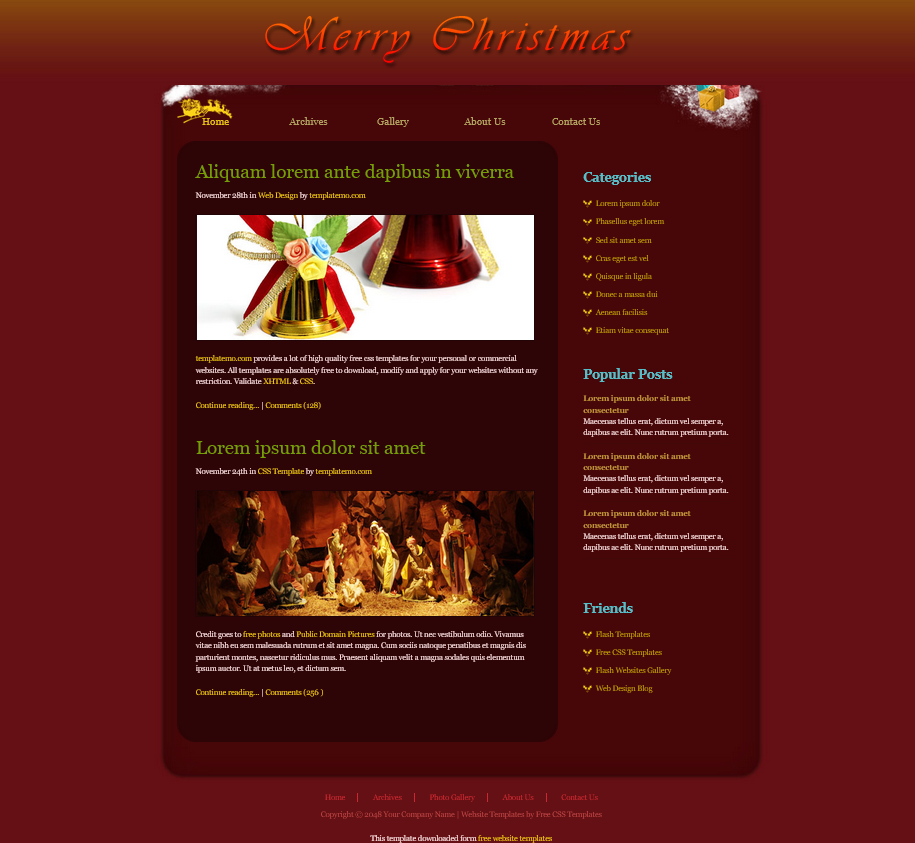 Merry Christmas
Home Archives Gallery About Us Contact Us
Aliquam lorem ante dapibus in viverra
November 28th in Web Design by templatemo.com
templatemo.com provides a lot of high quality free css templates for your personal or commercial
websites. All templates are absolutely free to download, modify and apply for your websites without any
restriction. Validate XHTML & CSS.
Continue reading... | Comments (128)
Lorem ipsum dolor sit amet
November 24th in CSS Template by templatemo.com
Credit goes to free photos and Public Domain Pictures for photos. Ut nec vestibulum odio. Vivamus
vitae nibh eu sem malesuada rutrum et sit amet magna. Cum sociis natoque penatibus et magnis dis
parturient montes, nascetur ridiculus mus. Praesent aliquam velit a magna sodales quis elementum
ipsum auctor. Ut at metus leo, et dictum sem.
Continue reading... | Comments (256 )
Categories
Lorem ipsum dolor
Phasellus eget lorem
Sed sit amet sem
Cras eget est vel
Quisque in ligula
Donec a massa dui
Aenean facilisis
Etiam vitae consequat
Popular Posts
Lorem ipsum dolor sit amet
consectetur
Maecenas tellus erat, dictum vel semper a,
dapibus ac elit. Nunc rutrum pretium porta.
Lorem ipsum dolor sit amet
consectetur
Maecenas tellus erat, dictum vel semper a,
dapibus ac elit. Nunc rutrum pretium porta.
Lorem ipsum dolor sit amet
consectetur
Maecenas tellus erat, dictum vel semper a,
dapibus ac elit. Nunc rutrum pretium porta.
Friends
Flash Templates
Free CSS Templates
Flash Websites Gallery
Web Design Blog
Home | Archives | Photo Gallery | About Us | Contact Us
Copyright © 2048 Your Company Name | Website Templates by Free CSS Templates
This template downloaded form free website templates